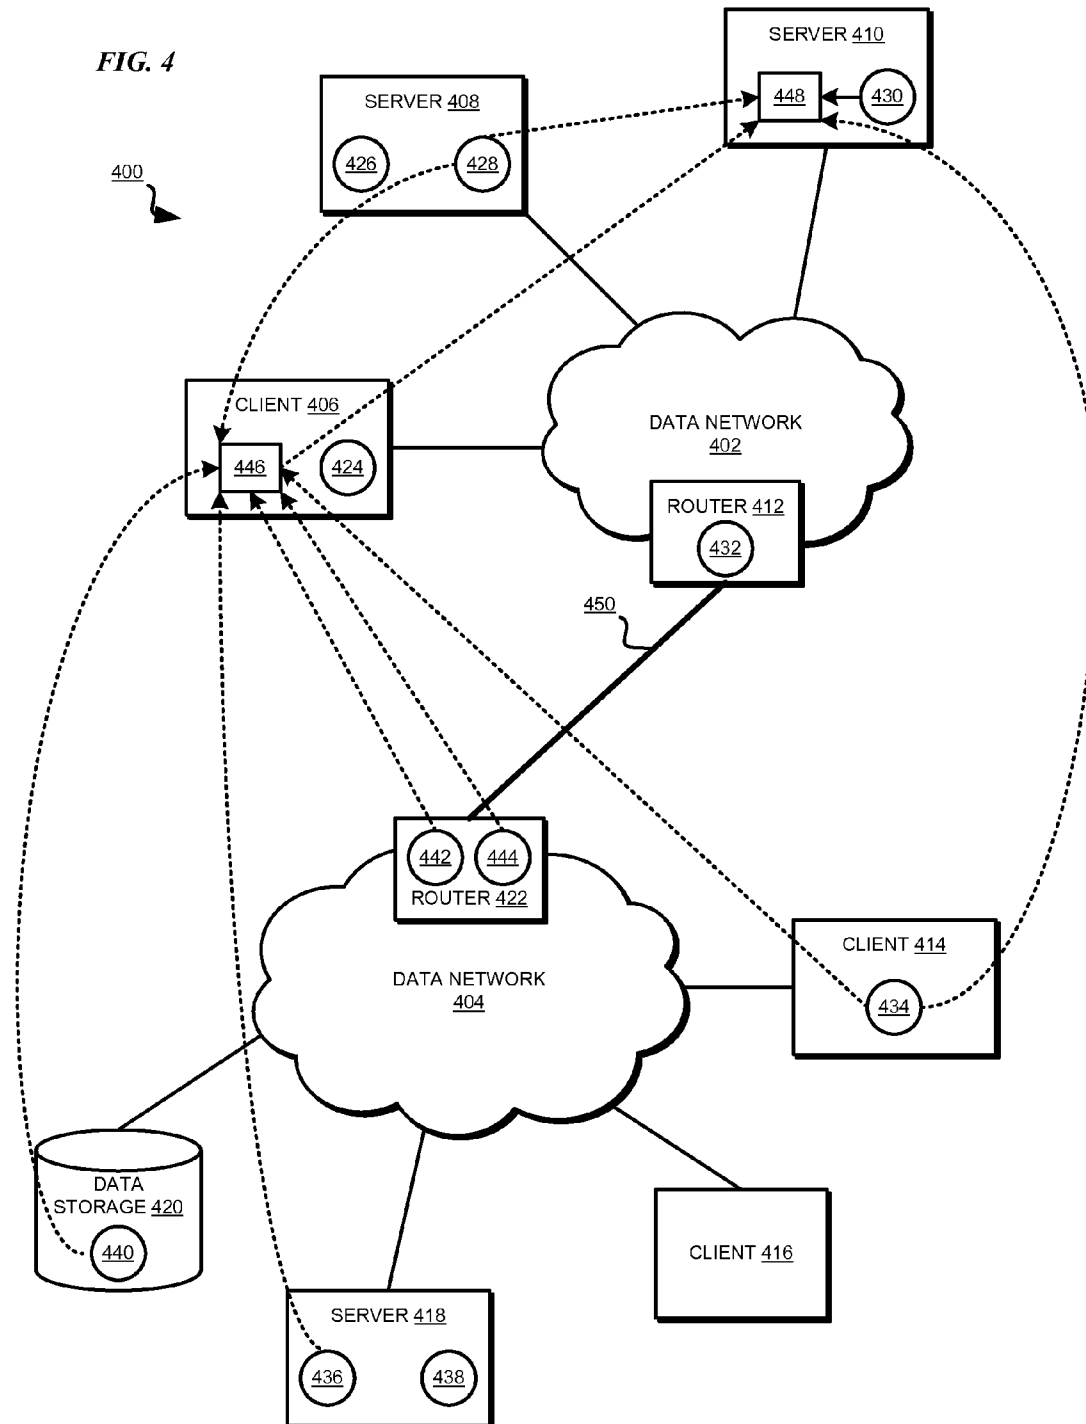 FIG. 4
SERVER 410
448
430
SERVER 408
426
428
400
CLIENT 406
446
424
DATA NETWORK
402
ROUTER 412
432
450
442
444
ROUTER 422
DATA NETWORK
404
CLIENT 414
434
DATA
STORAGE 420
440
CLIENT 416
SERVER 418
436
438